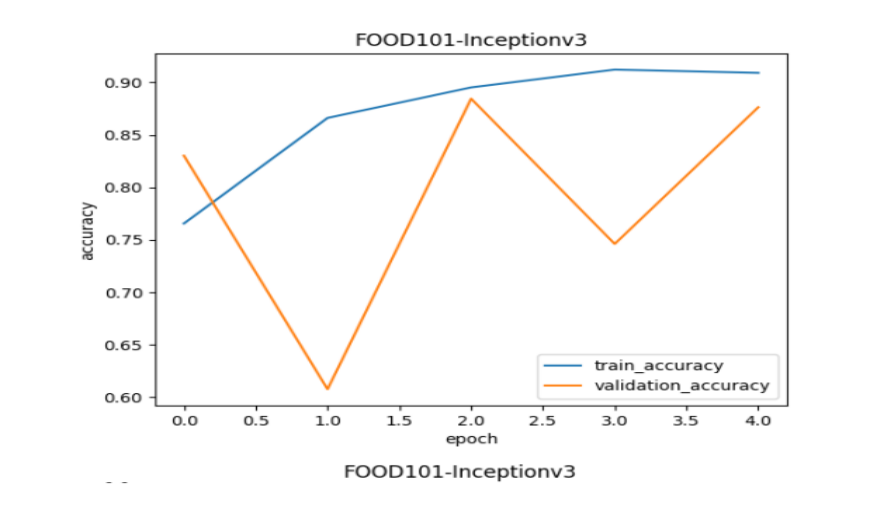 FOOD101-Inceptionv3
0.90
0.85
0.80
0.75
0.70
0.65
0.60
accuracy
train_accuracy
validation_accuracy
0.0 0.5 1.0 1.5 2.0 2.5 3.0 3.5 4.0
epoch
FOOD101-Inceptionv3